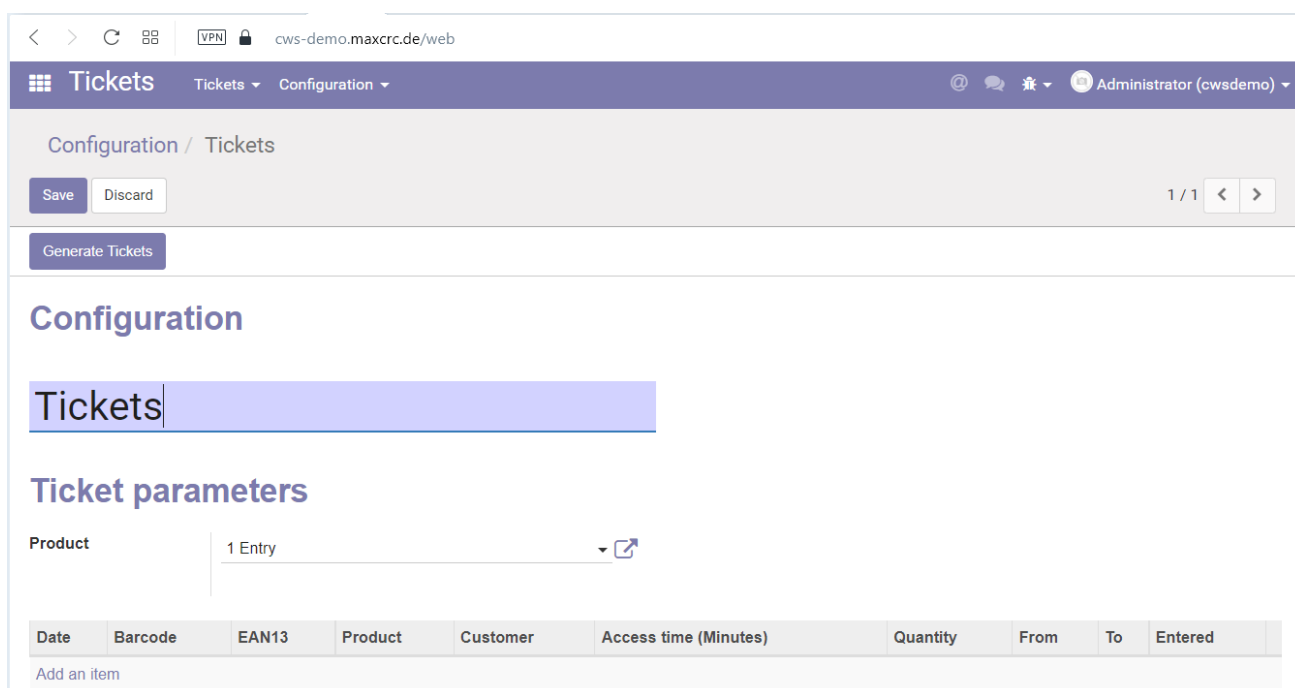 VPN cws-demo.maxcrc.de/web
Tickets Tickets Configuration @ Administrator (cwsdemo)
Configuration / Tickets
Save Discard 1 / 1
Generate Tickets
Configuration
Tickets
Ticket parameters
Product 1 Entry
Date Barcode EAN13 Product Customer Access time (Minutes) Quantity From To Entered
Add an item